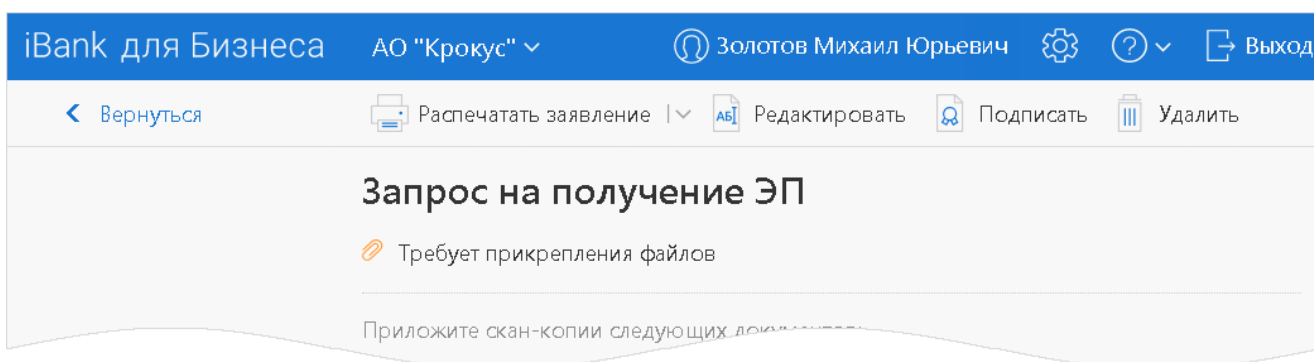 iBank для Бизнеса АО "Крокус" Золотов Михаил Юрьевич ? Выход
Вернуться Распечатать заявление АБ Редактировать Подписать Удалить
Запрос на получение ЭП
Требует прикрепления файлов
Приложите скан-копии следующих